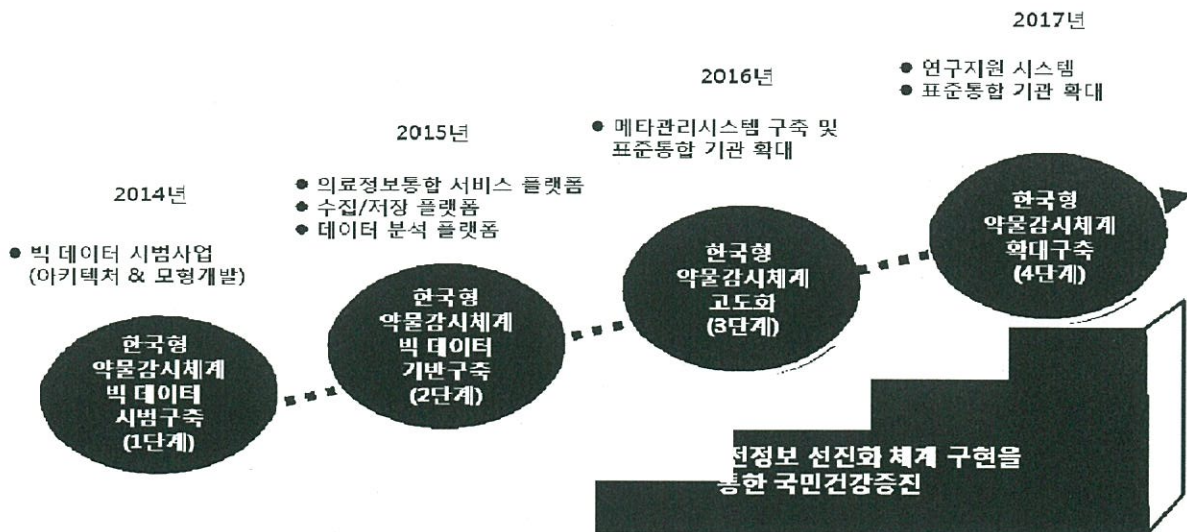 2014년
● 빅 데이터 시범사업
(아키텍처 & 모형개발)
한국형
약물감시체계
빅 데이터
시범구축
(1단계)
2015년
● 의료정보통합 서비스 플랫폼
● 수집/저장 플랫폼
● 데이터 분석 플랫폼
한국형
약물감시체계
빅 데이터
기반구축
(2단계)
2016년
● 메타관리시스템 구축 및
표준통합 기관 확대
한국형
약물감시체계
고도화
(3단계)
2017년
● 연구지원 시스템
● 표준통합 기관 확대
한국형
약물감시체계
확대구축
(4단계)
전정보 선진화 체계 구현을
통한 국민건강증진